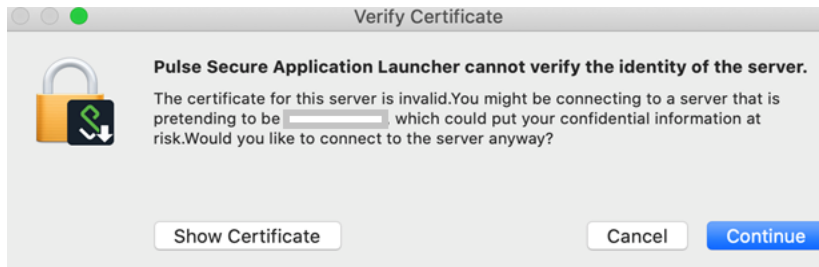 Verify Certificate
Pulse Secure Application Launcher cannot verify the identity of the server.
The certificate for this server is invalid.You might be connecting to a server that is
pretending to be , which could put your confidential information at
risk.Would you like to connect to the server anyway?
Show Certificate
Cancel
Continue